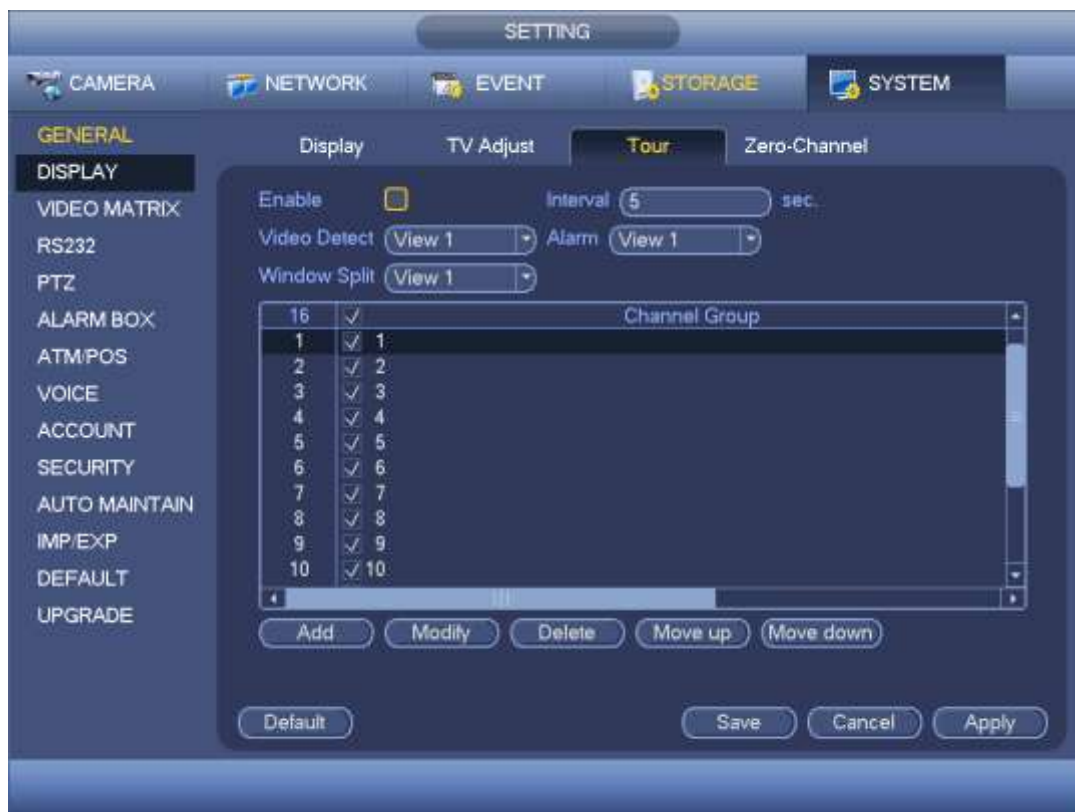 SETTING
CAMERA NETWORK EVENT STORAGE SYSTEM
GENERAL
DISPLAY
VIDEO MATRIX
RS232
PTZ
ALARM BOX
ATM/POS
VOICE
ACCOUNT
SECURITY
AUTO MAINTAIN
IMP/EXP
DEFAULT
UPGRADE
Display TV Adjust Tour Zero-Channel
Enable Interval 5 sec.
Video Detect View 1 Alarm View 1
Window Split View 1
16 Channel Group
1 1
2 2
3 3
4 4
5 5
6 6
7 7
8 8
9 9
10 10
Add Modify Delete Move up Move down
Default Save Cancel Apply